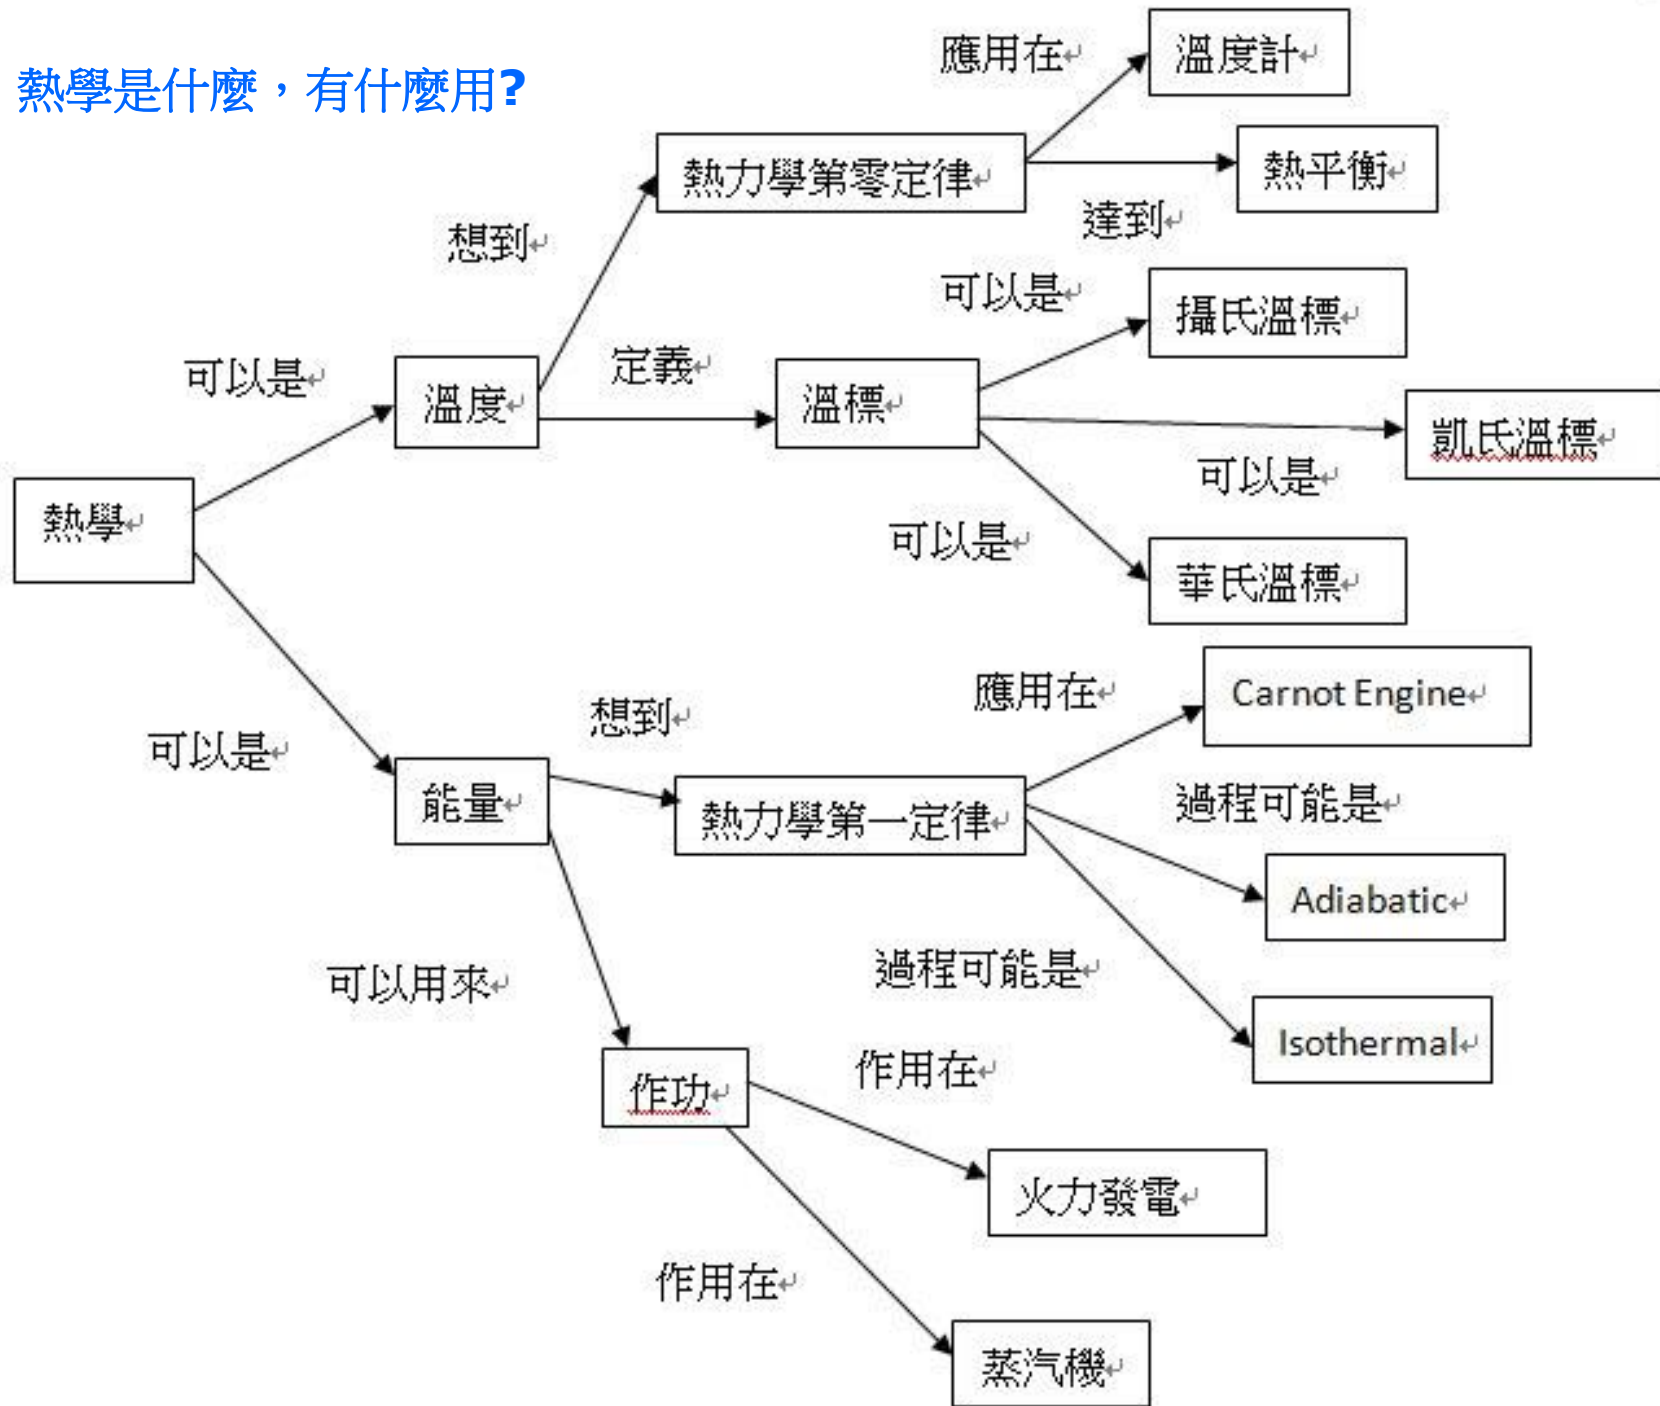 熱學是什麼，有什麼用?
應用在
溫度計
熱力學第零定律
熱平衡
達到
想到
可以是
攝氏溫標
可以是
溫度
定義
溫標
凱氏溫標
可以是
熱學
可以是
華氏溫標
應用在
Carnot Engine
想到
可以是
能量
熱力學第一定律
過程可能是
Adiabatic
過程可能是
可以用來
Isothermal
作功
作用在
火力發電
作用在
蒸汽機